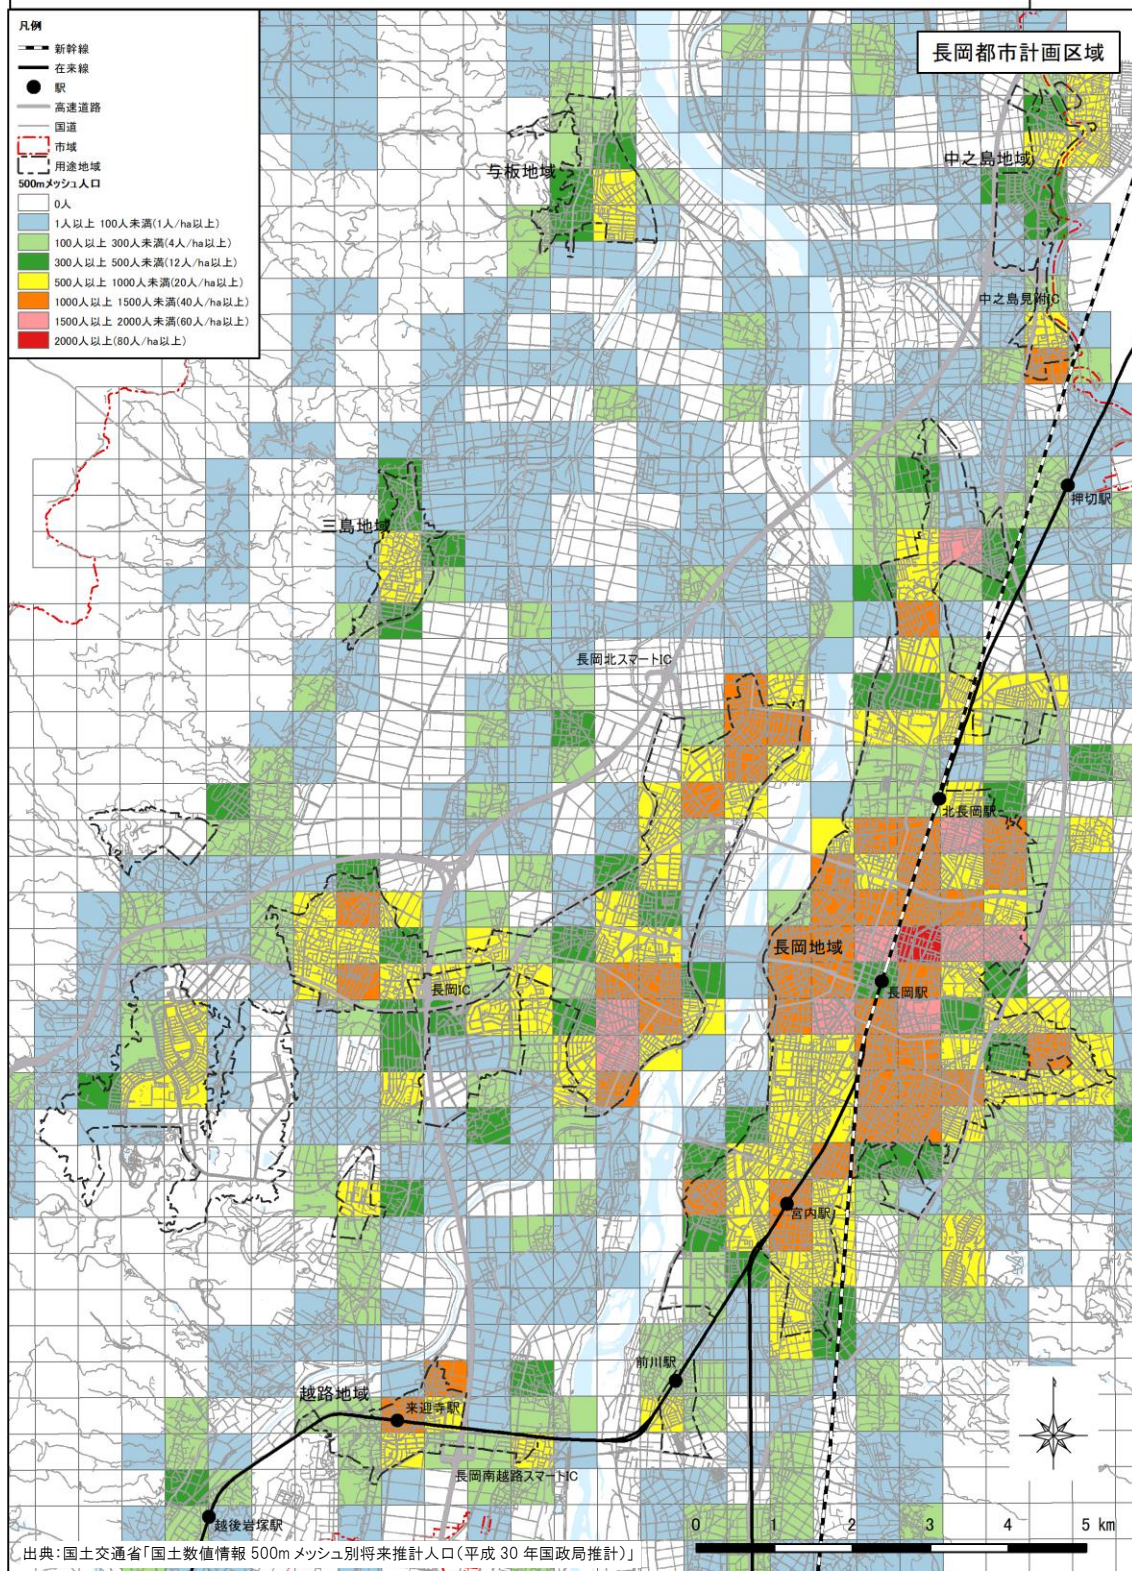 凡例
新幹線
在来線
駅
高速道路
国道
市域
用途地域
500mメッシュ人口
0人
1人以上 100人未満(1人/ha以上)
100人以上 300人未満(4人/ha以上)
300人以上 500人未満(12人/ha以上)
500人以上 1000人未満(20人/ha以上)
1000人以上 1500人未満(40人/ha以上)
1500人以上 2000人未満(60人/ha以上)
2000人以上(80人/ha以上)
長岡都市計画区域
与板地域
中之島地域
中之島見附IC
押切駅
三島地域
長岡北スマートIC
北長岡駅
長岡地域
長岡駅
長岡IC
宮内駅
前川駅
越路地域
来迎寺駅
長岡南越路スマートIC
越後岩塚駅
0 1 2 3 4 5 km
出典:国土交通省「国土数値情報 500m メッシュ別将来推計人口(平成 30 年国政局推計)」